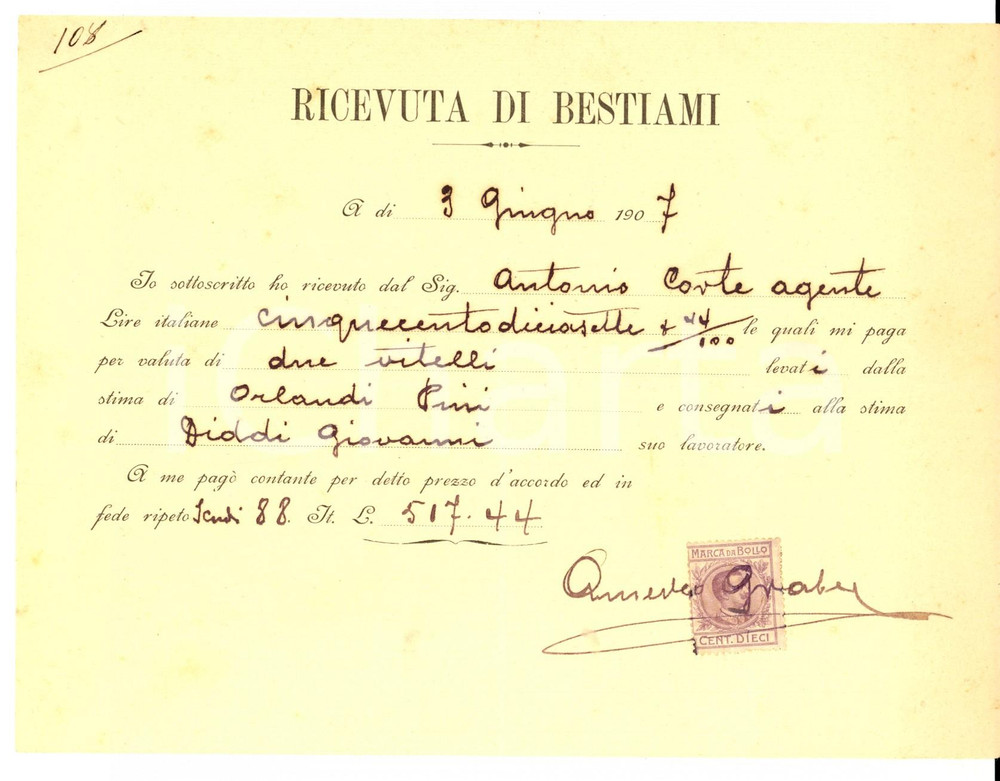 108
RICEVUTA DI BESTIAMI
A dì 3 Giugno 1907
Io sottoscritto ho ricevuto dal Sig. Antonio Corte agente
Lire italiane cinquecentodiciasette & 44/100 le quali mi paga
per valuta di due vitelli levati dalla
stima di Orlandi Pini e consegnati alla stima
di Diddi Giovanni suo lavoratore.
A me pagò contante per detto prezzo d'accordo ed in
fede ripeto Scudi 88. It. L. 517.44
MARCA DA BOLLO
Amedeo
CENT. DIECI